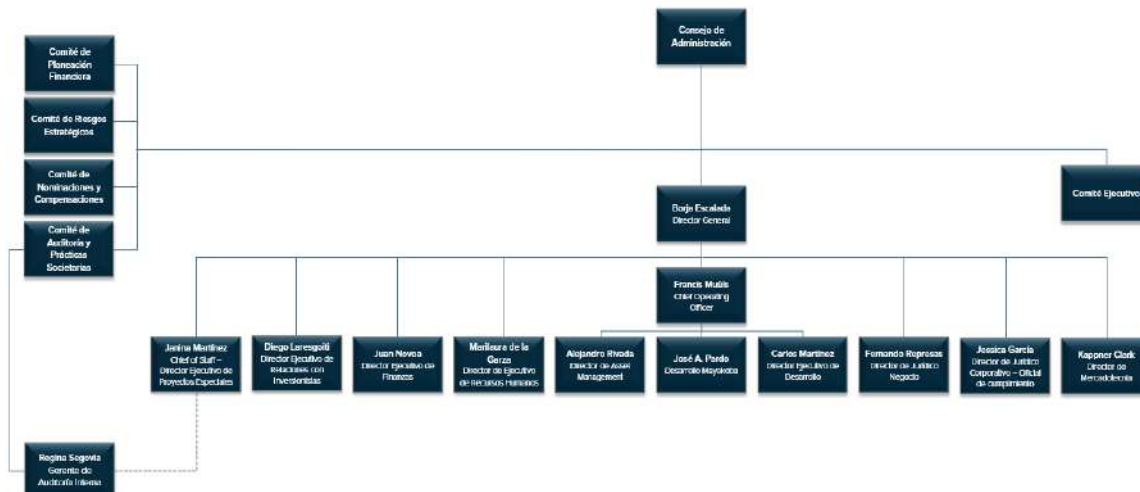 Consejo de
Administración
Comité de
Planeación
Financiera
Comité de Riesgos
Estratégicos
Comité de
Nominaciones y
Compensaciones
Comité de
Auditoría y
Prácticas
Societarias
Comité Ejecutivo
Borja Escalada
Director General
Francis Muûls
Chief Operating
Officer
Janina Martínez
Chief of Staff –
Director Ejecutivo de
Proyectos Especiales
Diego Laresgoiti
Director Ejecutivo de
Relaciones con
Inversionistas
Juan Novoa
Director Ejecutivo de
Finanzas
Marilaura de la
Garza
Director de Ejecutivo
de Recursos Humanos
Alejandro Rivada
Director de Asset
Management
José A. Pardo
Desarrollo Mayakoba
Carlos Martínez
Director Ejecutivo de
Desarrollo
Fernando Represas
Director de Jurídico
Negocio
Jessica García
Director de Jurídico
Corporativo – Oficial
de cumplimiento
Kappner Clark
Director de
Mercadotecnia
Regina Segovia
Gerente de
Auditoría Interna